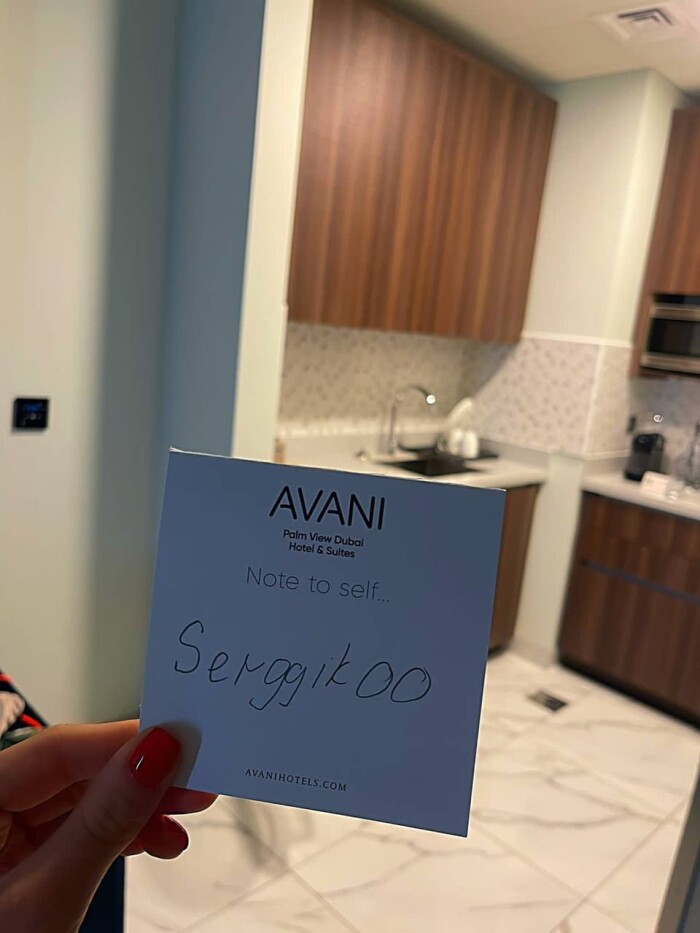 AVANI
Palm View Dubai
Hotel & Suites
Note to self...
Serggikoo
AVANIHOTELS.COM